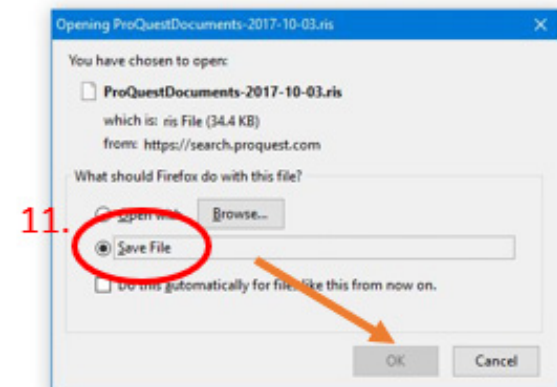 Opening ProQuestDocuments-2017-10-03.ris
You have chosen to open:
ProQuestDocuments-2017-10-03.ris
which is: ris File (34.4 KB)
from: https://search.proquest.com
What should Firefox do with this file?
11.
Open with Browse...
Save File
Do this automatically for files like this from now on.
OK Cancel